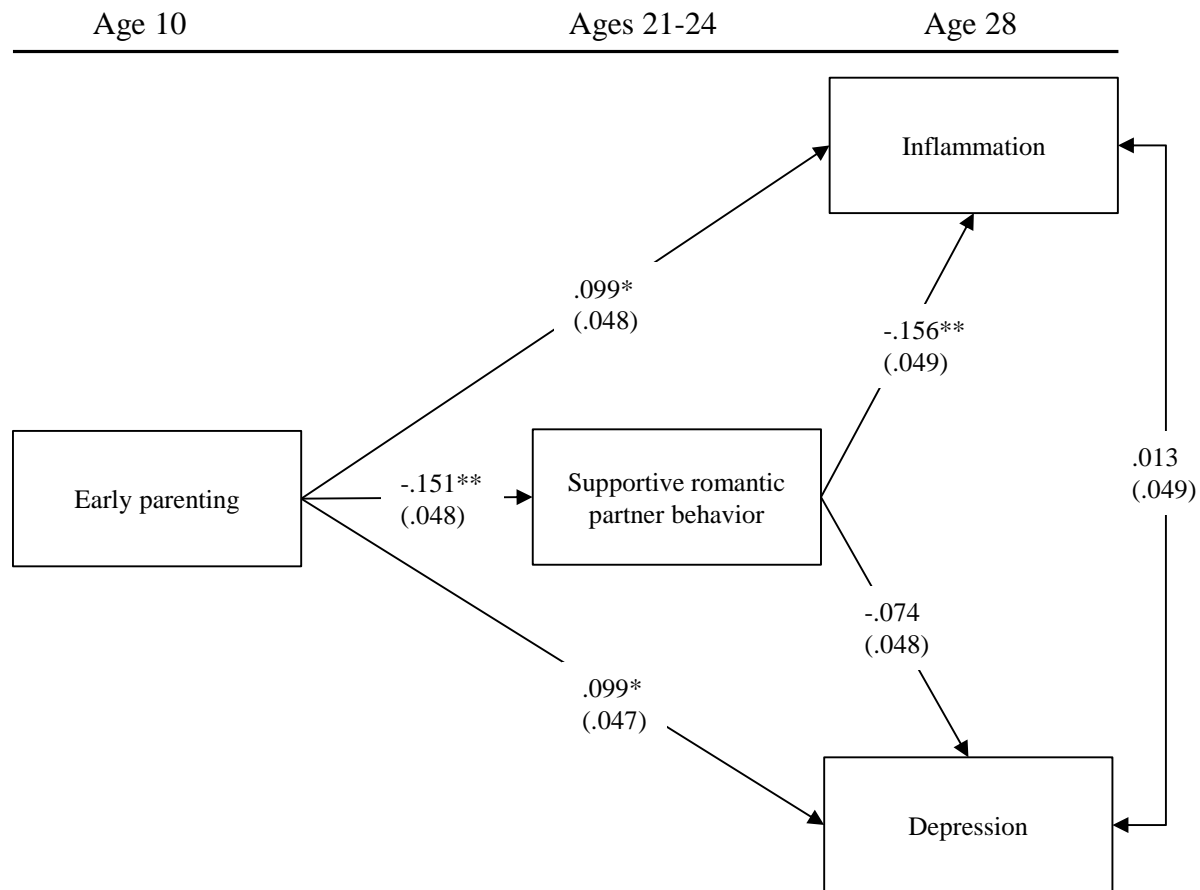 Age 10
Ages 21-24
Age 28
Inflammation
.099*
(.048)
-.156**
(.049)
Early parenting
-.151**
(.048)
Supportive romantic
partner behavior
.013
(.049)
-.074
(.048)
.099*
(.047)
Depression